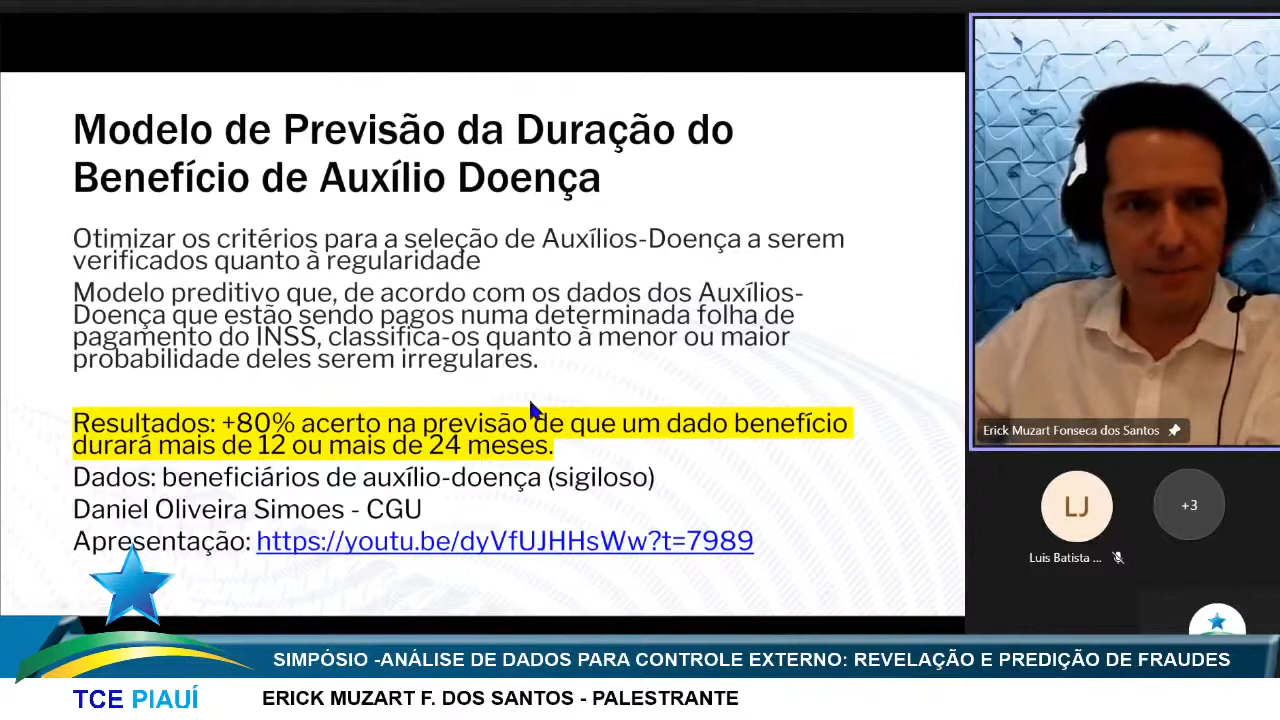 Modelo de Previsão da Duração do
Benefício de Auxílio Doença
Otimizar os critérios para a seleção de Auxílios-Doença a serem
verificados quanto à regularidade
Modelo preditivo que, de acordo com os dados dos Auxílios-
Doença que estão sendo pagos numa determinada folha de
pagamento do INSS, classifica-os quanto à menor ou maior
probabilidade deles serem irregulares.
Resultados: +80% acerto na previsão de que um dado benefício
durará mais de 12 ou mais de 24 meses.
Dados: beneficiários de auxílio-doença (sigiloso)
Daniel Oliveira Simoes - CGU
Apresentação: https://youtu.be/dyVfUJHHsWw?t=7989
Erick Muzart Fonseca dos Santos
LJ
+3
Luis Batista ...
SIMPÓSIO -ANÁLISE DE DADOS PARA CONTROLE EXTERNO: REVELAÇÃO E PREDIÇÃO DE FRAUDES
TCE PIAUÍ
ERICK MUZART F. DOS SANTOS - PALESTRANTE